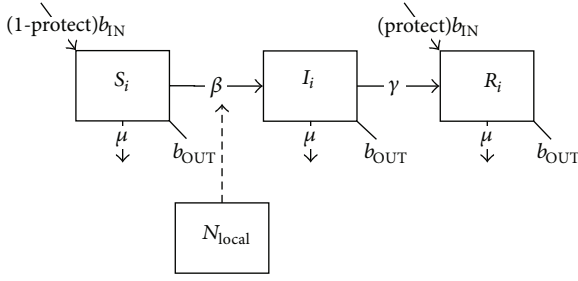 (1-protect)b_IN
(protect)b_IN
S_i
β
I_i
γ
R_i
μ
b_OUT
μ
b_OUT
μ
b_OUT
N_local